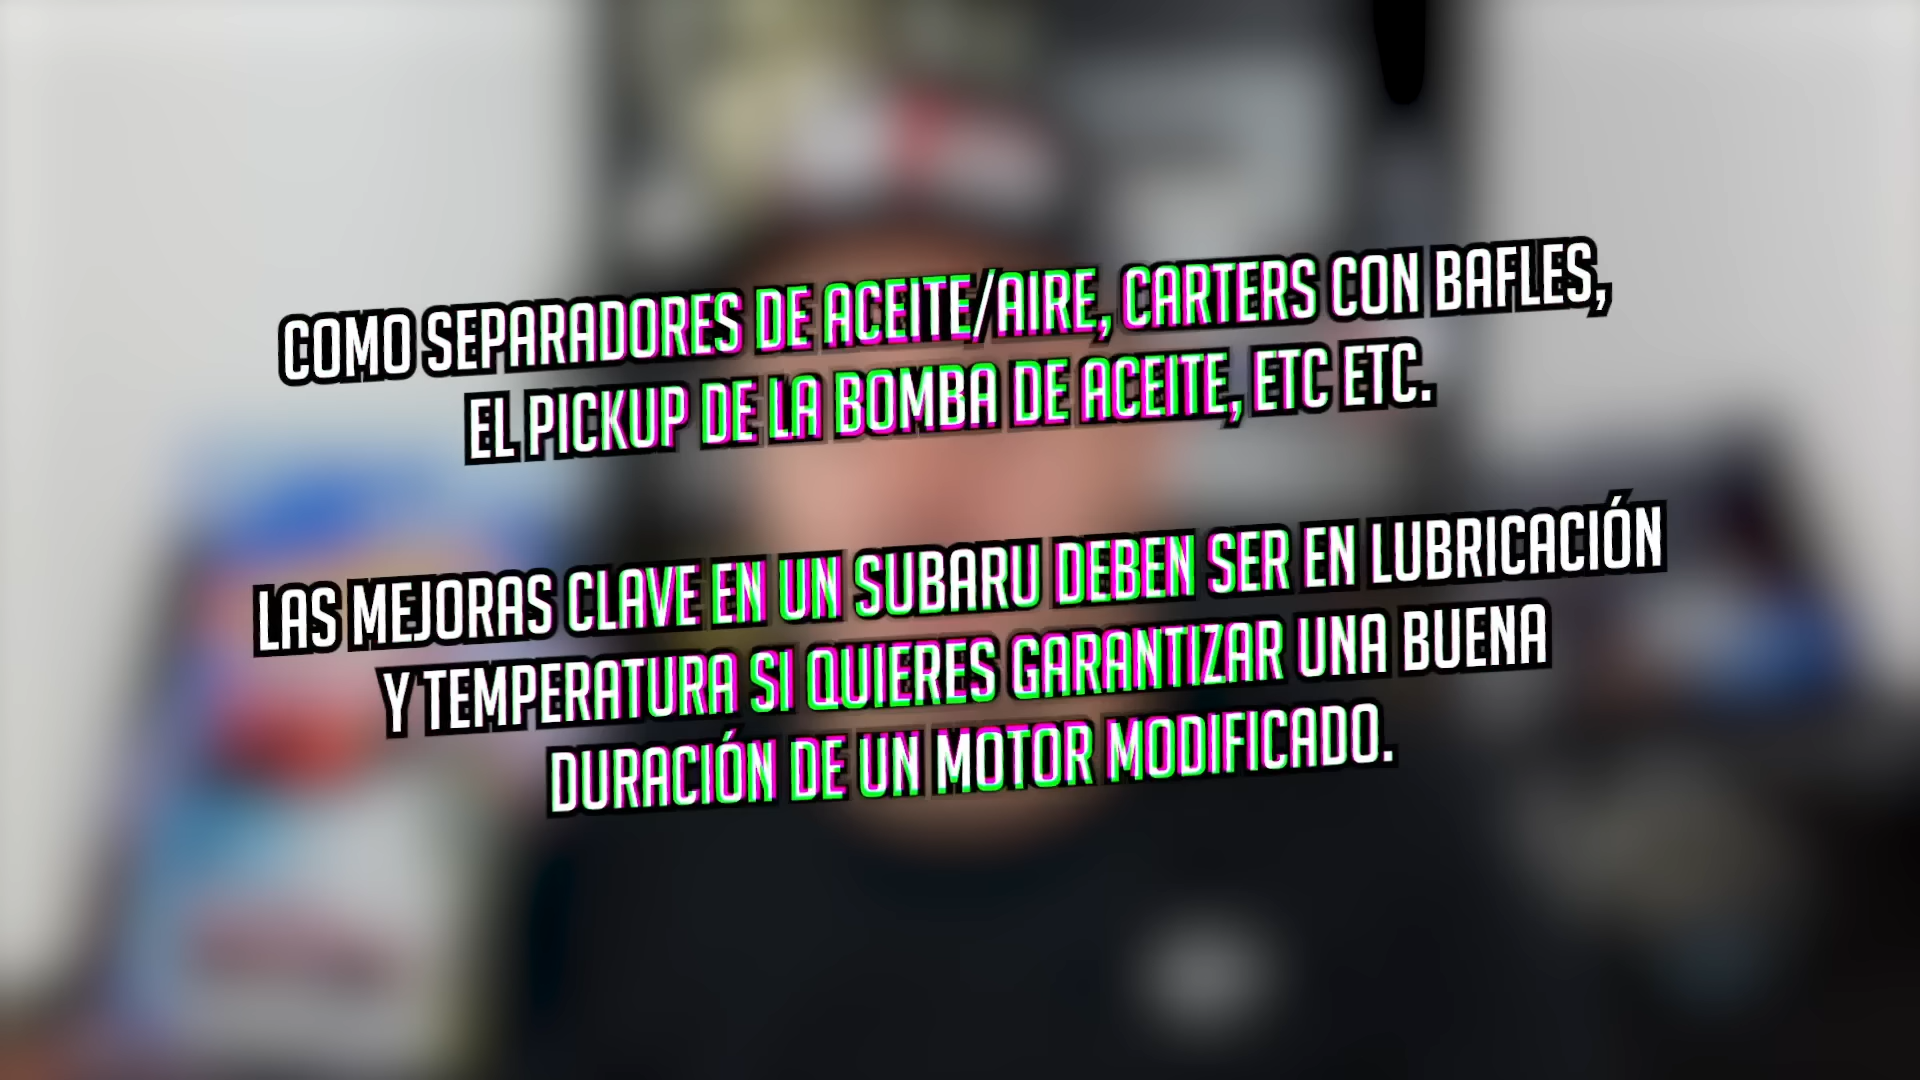 COMO SEPARADORES DE ACEITE/AIRE, CARTERS CON BAFLES,
EL PICKUP DE LA BOMBA DE ACEITE, ETC ETC.
LAS MEJORAS CLAVE EN UN SUBARU DEBEN SER EN LUBRICACIÓN
Y TEMPERATURA SI QUIERES GARANTIZAR UNA BUENA
DURACIÓN DE UN MOTOR MODIFICADO.